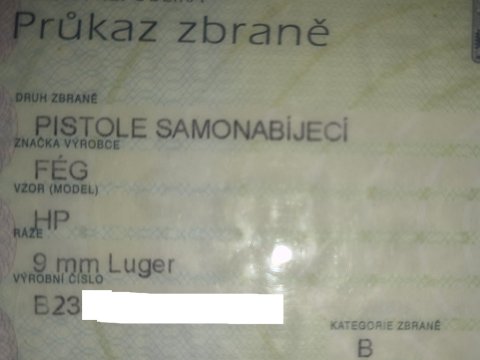 Průkaz zbraně
DRUH ZBRANĚ
PISTOLE SAMONABÍJECÍ
ZNAČKA VÝROBCE
FÉG
VZOR (MODEL)
HP
RÁŽE
9 mm Luger
VÝROBNÍ ČÍSLO
B23
KATEGORIE ZBRANĚ
B